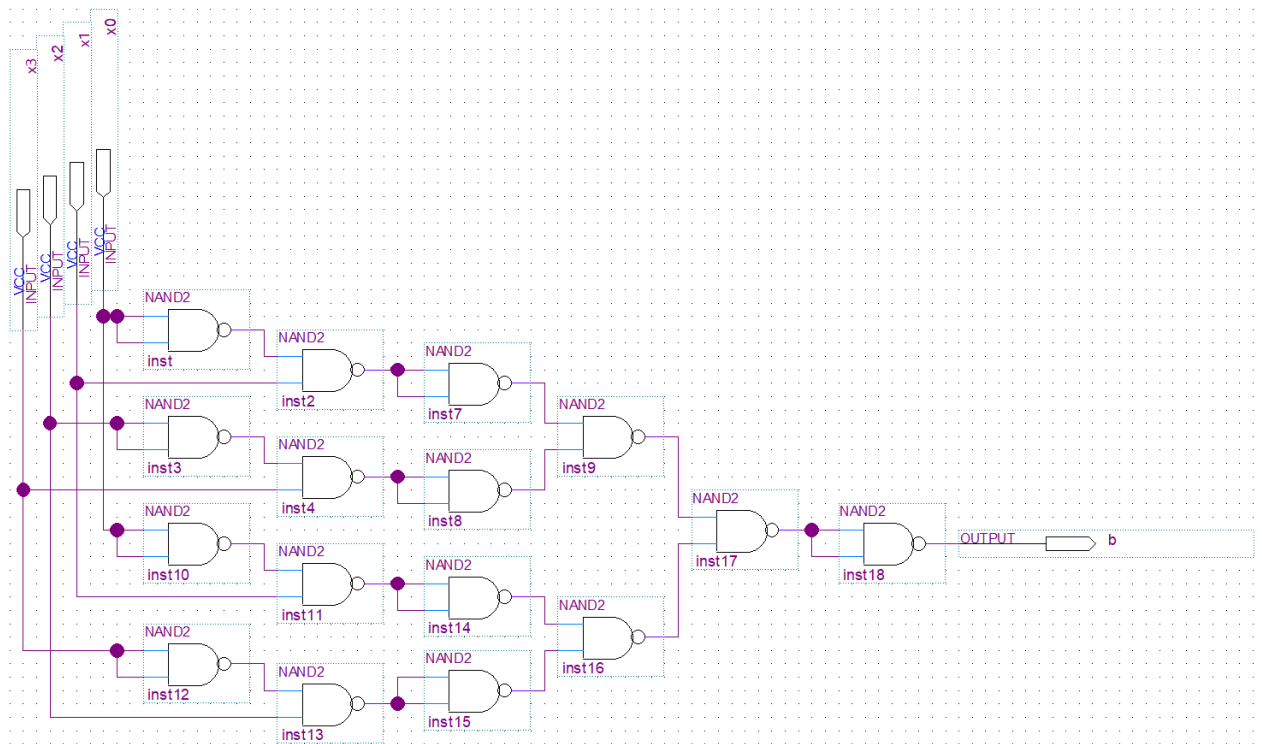 x0
x1
x2
x3
VCC
INPUT
VCC
INPUT
VCC
INPUT
VCC
INPUT
NAND2
inst
NAND2
inst2
NAND2
inst7
NAND2
inst3
NAND2
inst9
NAND2
inst4
NAND2
inst8
NAND2
inst17
NAND2
inst10
NAND2
inst18
OUTPUT
b
NAND2
inst11
NAND2
inst14
NAND2
inst16
NAND2
inst12
NAND2
inst13
NAND2
inst15